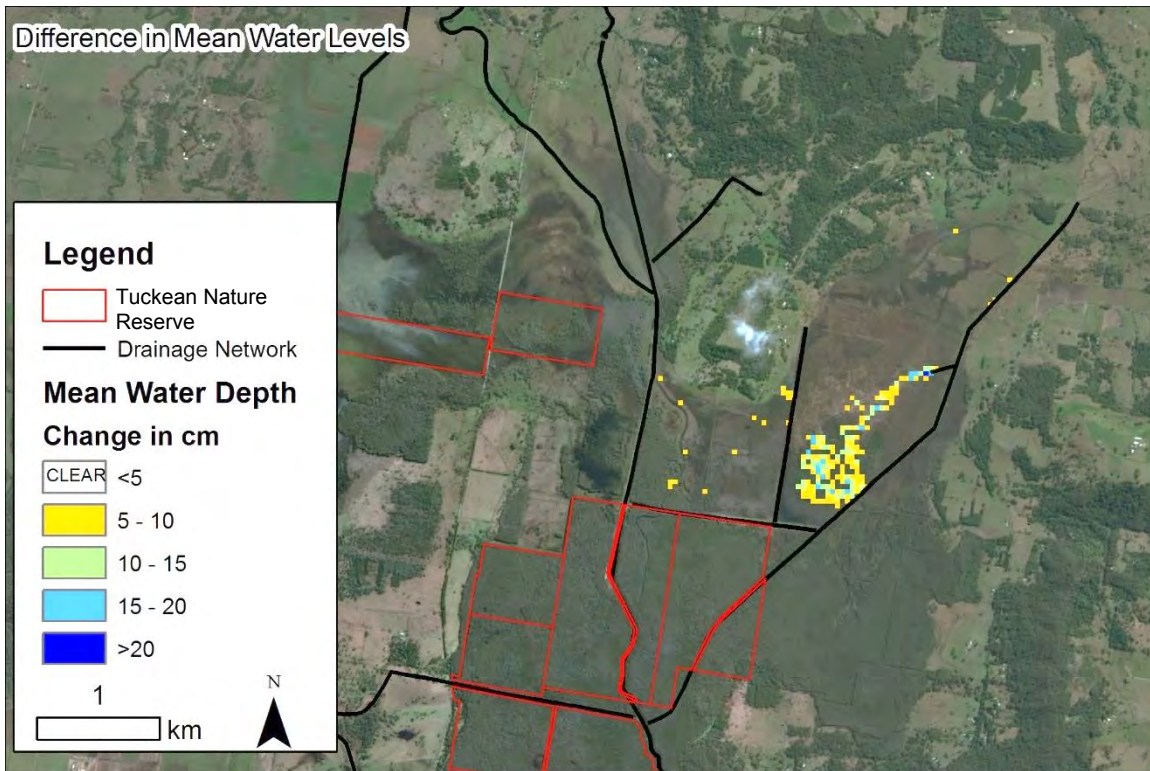 Difference in Mean Water Levels
Legend
Tuckean Nature
Reserve
Drainage Network
Mean Water Depth
Change in cm
CLEAR <5
5 - 10
10 - 15
15 - 20
>20
1
km
N